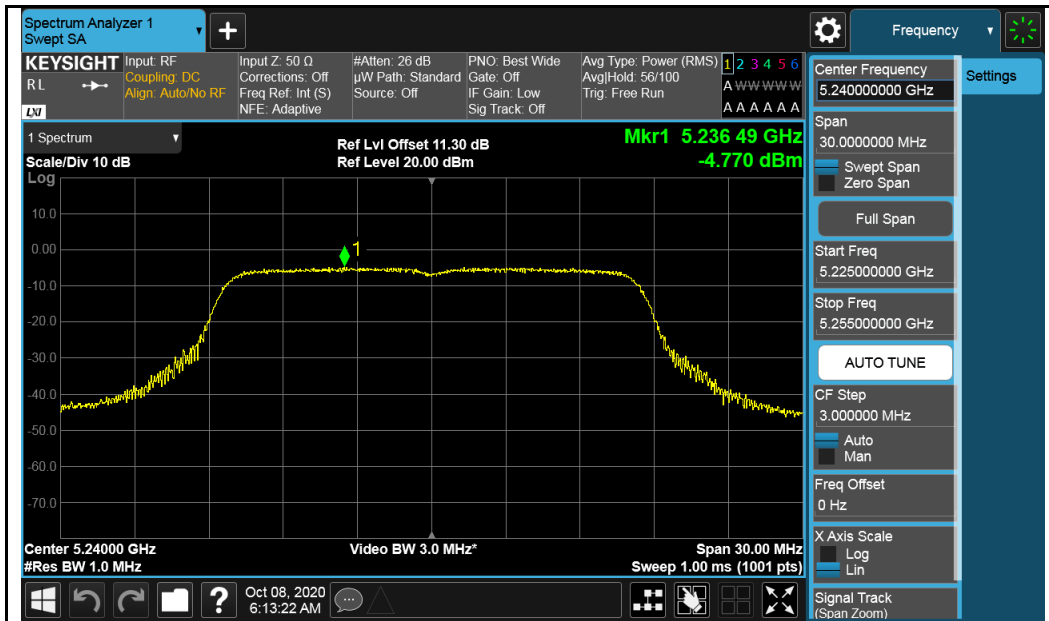 Spectrum Analyzer 1
Swept SA
+
Frequency
KEYSIGHT
RL
LXI
Input: RF
Coupling: DC
Align: Auto/No RF
Input Z: 50 Ω
Corrections: Off
Freq Ref: Int (S)
NFE: Adaptive
#Atten: 26 dB
µW Path: Standard
Source: Off
PNO: Best Wide
Gate: Off
IF Gain: Low
Sig Track: Off
Avg Type: Power (RMS)
Avg|Hold: 56/100
Trig: Free Run
1 2 3 4 5 6
A W W W W W
A A A A A A
1 Spectrum
Scale/Div 10 dB
Log
Ref Lvl Offset 11.30 dB
Ref Level 20.00 dBm
Mkr1 5.236 49 GHz
-4.770 dBm
10.0
0.00
-10.0
-20.0
-30.0
-40.0
-50.0
-60.0
-70.0
1
Center 5.24000 GHz
#Res BW 1.0 MHz
Video BW 3.0 MHz*
Span 30.00 MHz
Sweep 1.00 ms (1001 pts)
Center Frequency
5.240000000 GHz
Span
30.0000000 MHz
Swept Span
Zero Span
Full Span
Start Freq
5.225000000 GHz
Stop Freq
5.255000000 GHz
AUTO TUNE
CF Step
3.000000 MHz
Auto
Man
Freq Offset
0 Hz
X Axis Scale
Log
Lin
Signal Track
(Span Zoom)
Settings
?
Oct 08, 2020
6:13:22 AM